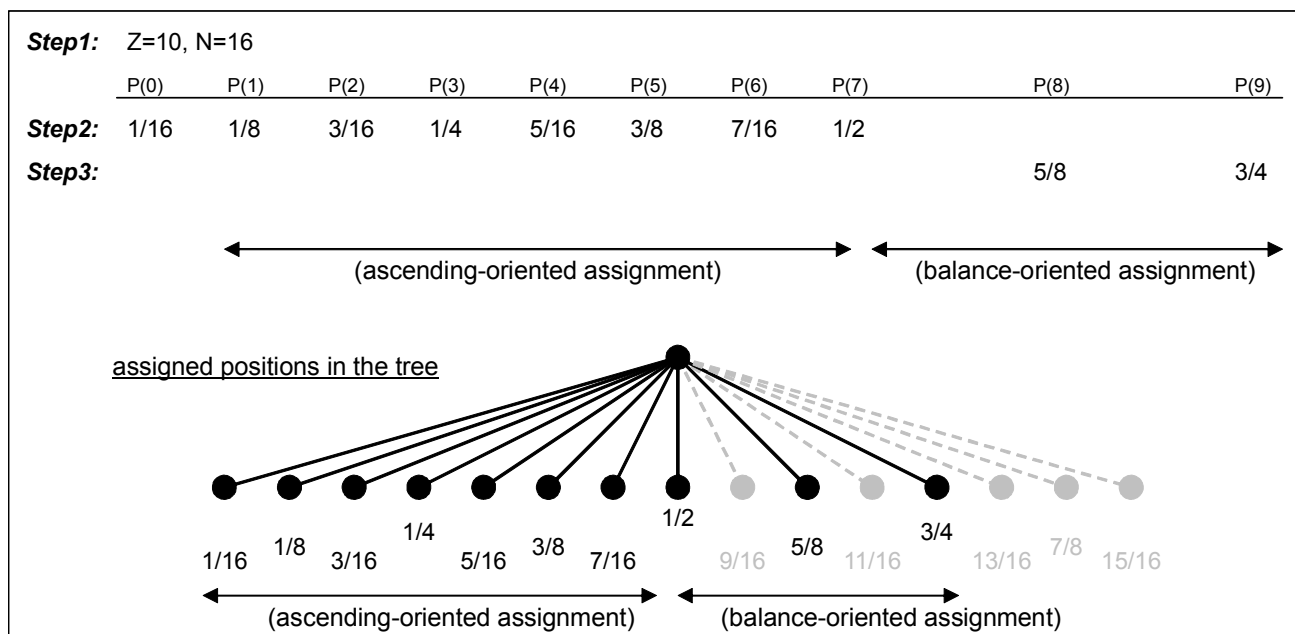 Step1: Z=10, N=16
P(0) P(1) P(2) P(3) P(4) P(5) P(6) P(7) P(8) P(9)
Step2: 1/16 1/8 3/16 1/4 5/16 3/8 7/16 1/2
Step3: 5/8 3/4
(ascending-oriented assignment) (balance-oriented assignment)
assigned positions in the tree
1/16 1/8 3/16 1/4 5/16 3/8 7/16 1/2 9/16 5/8 11/16 3/4 13/16 7/8 15/16
(ascending-oriented assignment) (balance-oriented assignment)